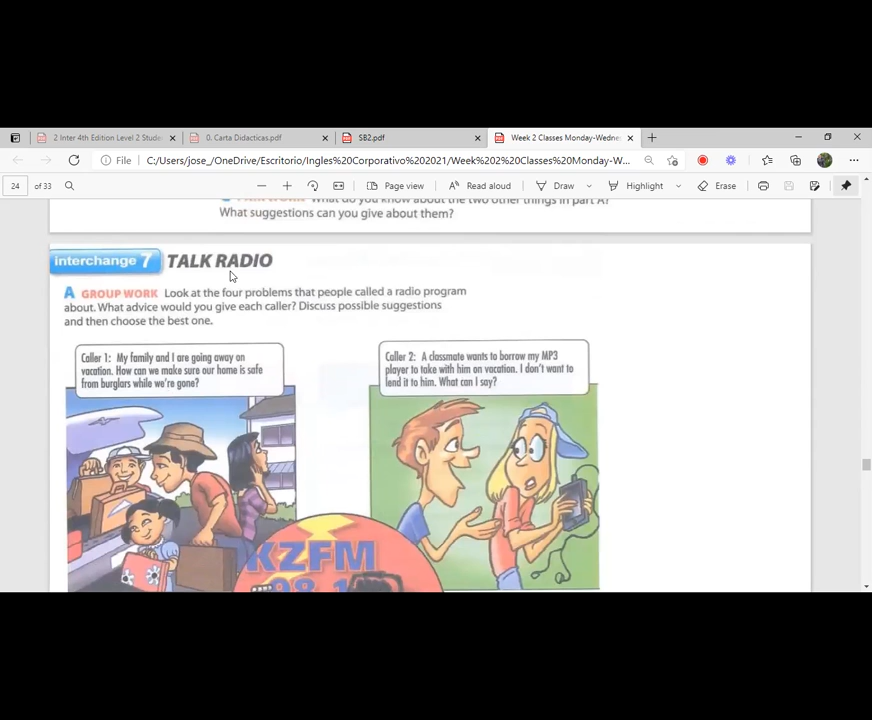 2 Inter 4th Edition Level 2 Stude
0. Carta Didacticas.pdf
SB2.pdf
Week 2 Classes Monday-Wedne
File
C:/Users/jose_/OneDrive/Escritorio/Ingles%20Corporativo%202021/Week%202%20Classes%20Monday-W...
24 of 33
Page view
Read aloud
Draw
Highlight
Erase
What do you know about the two other things in part A?
What suggestions can you give about them?
interchange 7 TALK RADIO
A GROUP WORK Look at the four problems that people called a radio program
about. What advice would you give each caller? Discuss possible suggestions
and then choose the best one.
Caller 1: My family and I are going away on
vacation. How can we make sure our home is safe
from burglars while we're gone?
Caller 2: A classmate wants to borrow my MP3
player to take with him on vacation. I don't want to
lend it to him. What can I say?
KZFM
98.1